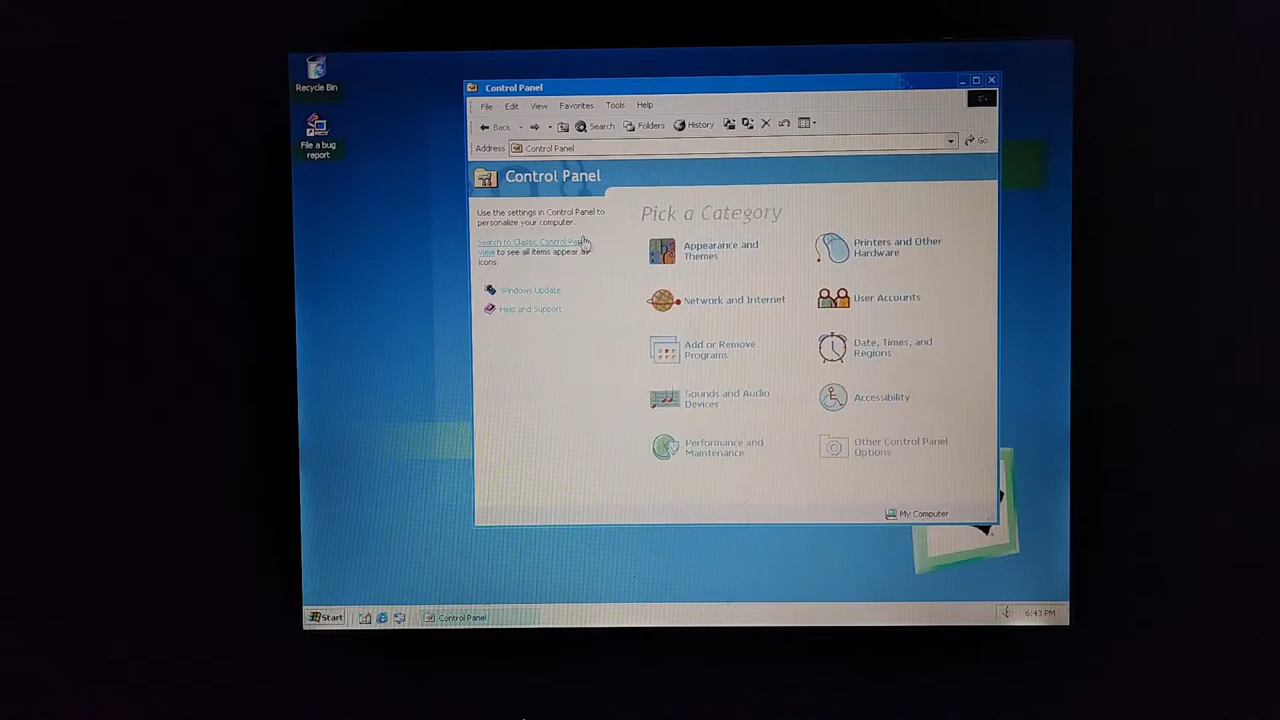 Recycle Bin
File a bug
report
Control Panel
File Edit View Favorites Tools Help
Back Search Folders History
Address Control Panel Go
Control Panel
Use the settings in Control Panel to
personalize your computer.
Switch to Classic Control Panel
view to see all items appear as
icons.
Windows Update
Help and Support
Pick a Category
Appearance and
Themes
Printers and Other
Hardware
Network and Internet
User Accounts
Add or Remove
Programs
Date, Times, and
Regions
Sounds and Audio
Devices
Accessibility
Performance and
Maintenance
Other Control Panel
Options
My Computer
Start
Control Panel
6:43 PM